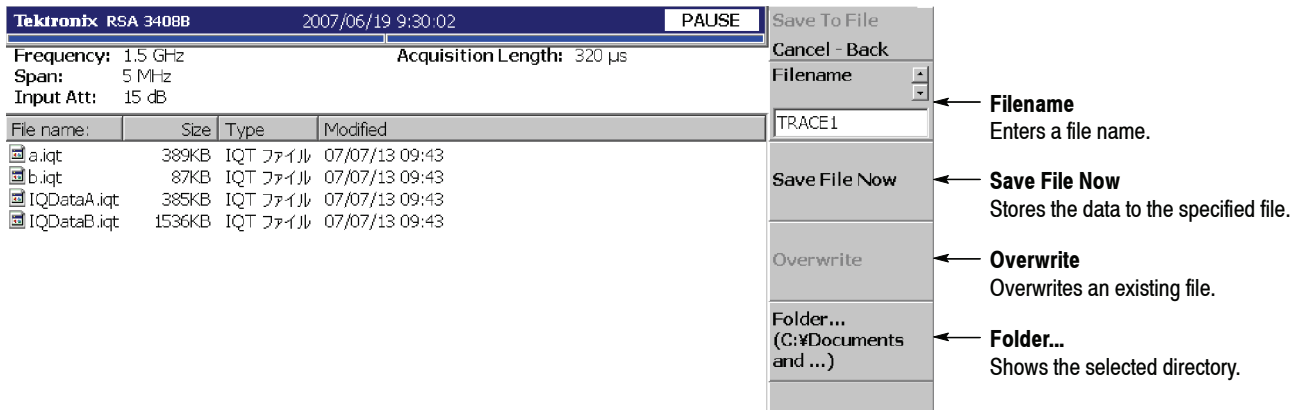 Tektronix RSA 3408B 2007/06/19 9:30:02 PAUSE
Frequency: 1.5 GHz Acquisition Length: 320 µs
Span: 5 MHz
Input Att: 15 dB
File name: Size Type Modified
a.iqt 389KB IQT ファイル 07/07/13 09:43
b.iqt 87KB IQT ファイル 07/07/13 09:43
IQDataA.iqt 385KB IQT ファイル 07/07/13 09:43
IQDataB.iqt 1536KB IQT ファイル 07/07/13 09:43
Save To File
Cancel - Back
Filename
TRACE1
Save File Now
Overwrite
Folder...
(C:¥Documents
and ...)
Filename
Enters a file name.
Save File Now
Stores the data to the specified file.
Overwrite
Overwrites an existing file.
Folder...
Shows the selected directory.